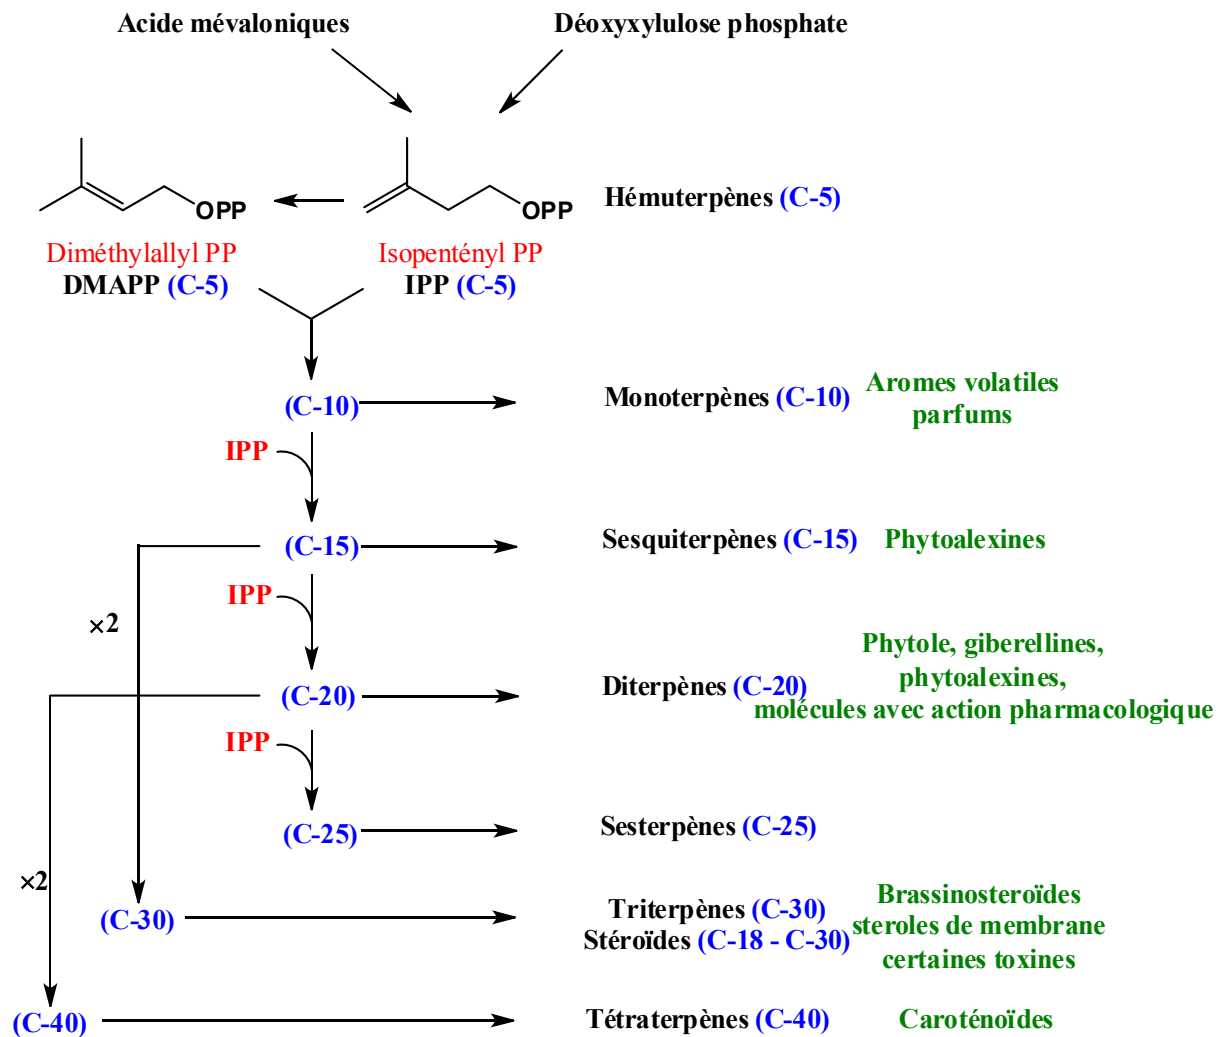 Acide mévaloniques
Déoxyxylulose phosphate
OPP
OPP
Hémuterpènes (C-5)
Diméthylallyl PP
DMAPP (C-5)
Isopentényl PP
IPP (C-5)
(C-10)
Monoterpènes (C-10)
Aromes volatiles
parfums
IPP
(C-15)
Sesquiterpènes (C-15)
Phytoalexines
IPP
×2
(C-20)
Diterpènes (C-20)
Phytole, giberellines,
phytoalexines,
molécules avec action pharmacologique
IPP
(C-25)
Sesterpènes (C-25)
×2
(C-30)
Triterpènes (C-30)
Stéroïdes (C-18 - C-30)
Brassinosteroïdes
steroles de membrane
certaines toxines
(C-40)
Tétraterpènes (C-40)
Caroténoïdes